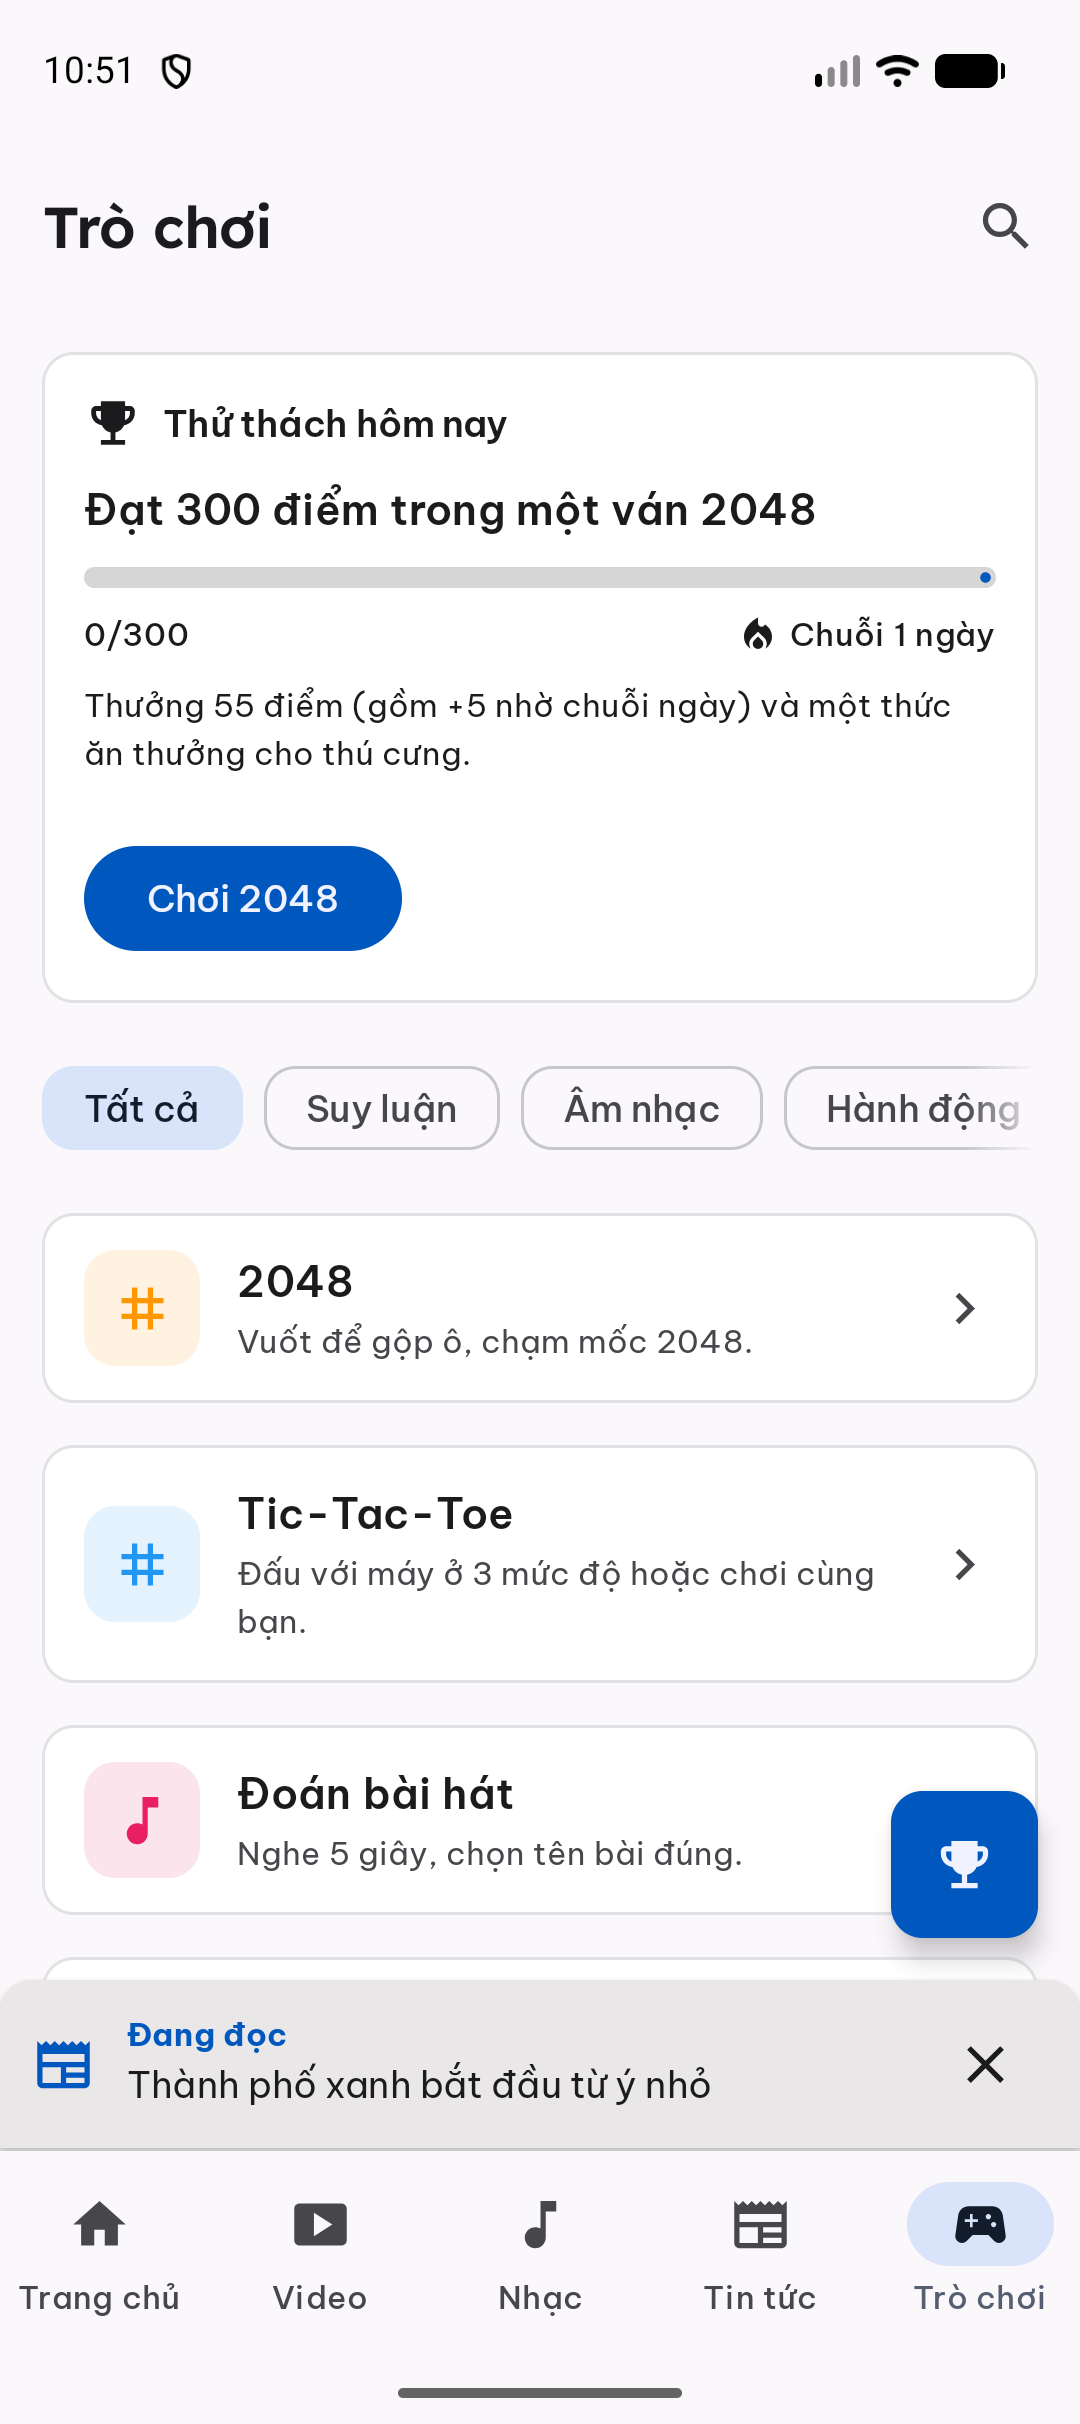 10:51
Trò chơi
Thử thách hôm nay
Đạt 300 điểm trong một ván 2048
0/300
Chuỗi 1 ngày
Thưởng 55 điểm (gồm +5 nhờ chuỗi ngày) và một thức
ăn thưởng cho thú cưng.
Chơi 2048
Tất cả
Suy luận
Âm nhạc
Hành động
2048
Vuốt để gộp ô, chạm mốc 2048.
Tic-Tac-Toe
Đấu với máy ở 3 mức độ hoặc chơi cùng
bạn.
Đoán bài hát
Nghe 5 giây, chọn tên bài đúng.
Đang đọc
Thành phố xanh bắt đầu từ ý nhỏ
Trang chủ
Video
Nhạc
Tin tức
Trò chơi